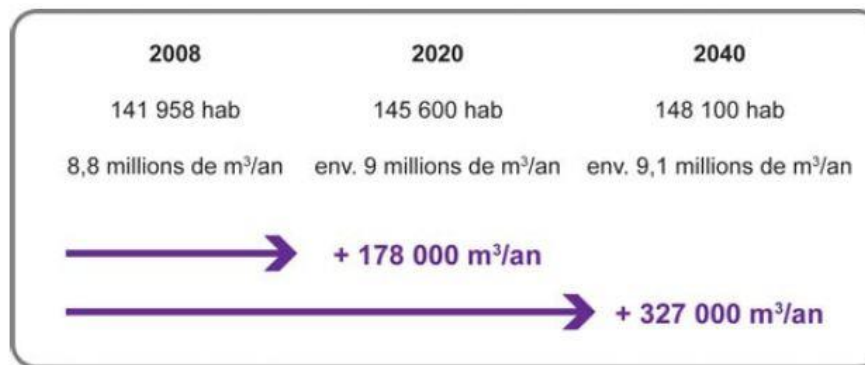 2008 2020 2040
141 958 hab 145 600 hab 148 100 hab
8,8 millions de m³/an env. 9 millions de m³/an env. 9,1 millions de m³/an
+ 178 000 m³/an
+ 327 000 m³/an